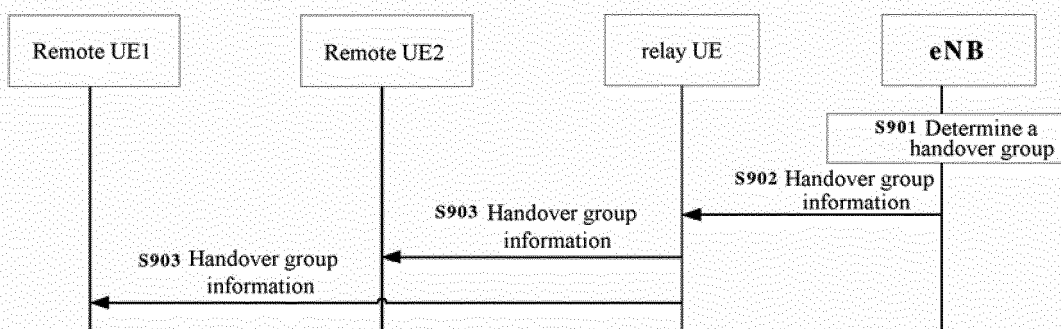 Remote UE1
Remote UE2
relay UE
eNB
S901 Determine a
handover group
S902 Handover group
information
S903 Handover group
information
S903 Handover group
information